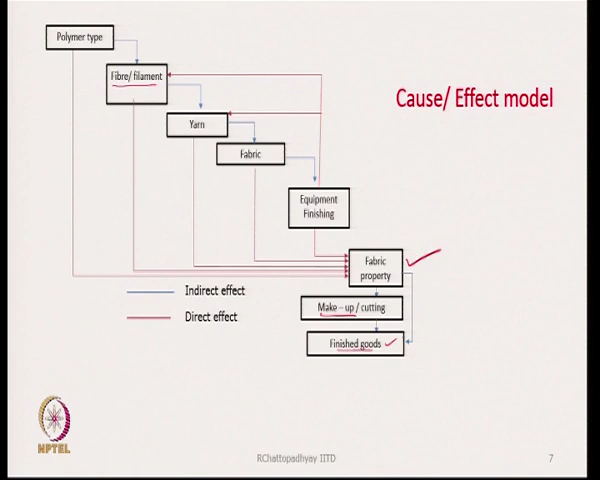 Cause/ Effect model
Polymer type
Fibre/ filament
Yarn
Fabric
Equipment
Finishing
Fabric
property
Make – up / cutting
Finished goods
Indirect effect
Direct effect
NPTEL
RChattopadhyay IITD
7